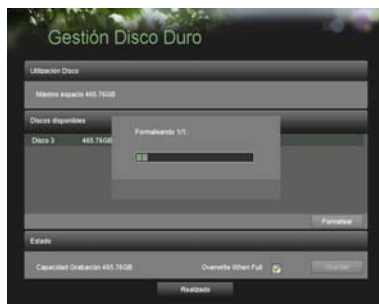 Gestión Disco Duro
Utilización Disco
Máximo espacio 465.76GB
Discos disponibles
Formateando 1/1:
Disco 3 465.76GB
Formatear
Estado
Capacidad Grabación 465.76GB Overwrite When Full
Realizado